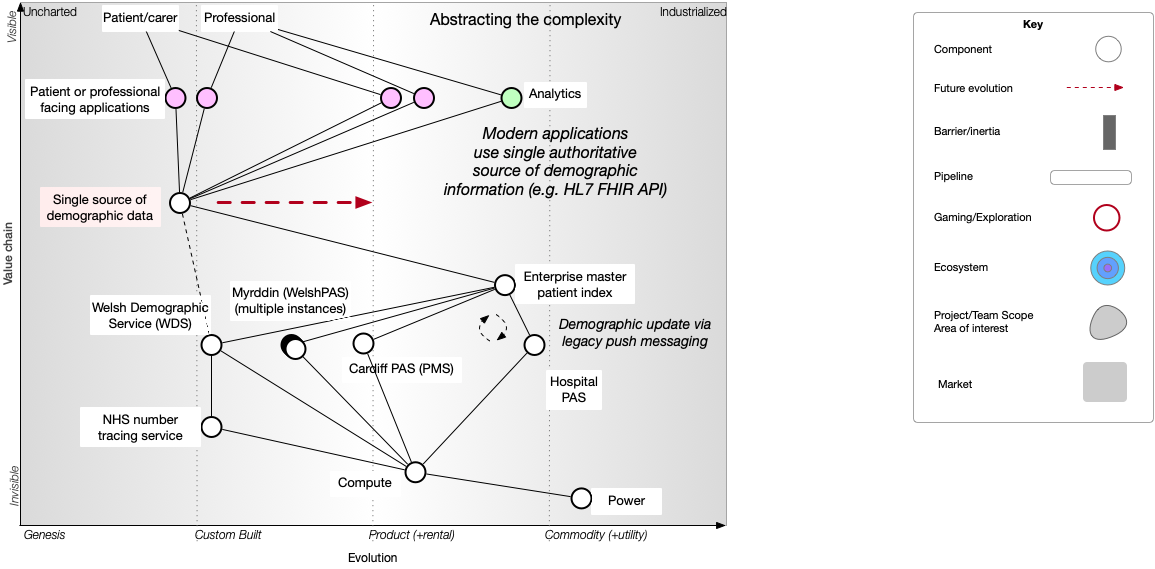 Uncharted
Patient/carer
Professional
Abstracting the complexity
Industrialized
Visible
Patient or professional
facing applications
Analytics
Modern applications
use single authoritative
source of demographic
information (e.g. HL7 FHIR API)
Single source of
demographic data
Value chain
Enterprise master
patient index
Myrddin (WelshPAS)
(multiple instances)
Welsh Demographic
Service (WDS)
Demographic update via
legacy push messaging
Cardiff PAS (PMS)
Hospital
PAS
NHS number
tracing service
Compute
Power
Invisible
Genesis
Custom Built
Product (+rental)
Commodity (+utility)
Evolution
Key
Component
Future evolution
Barrier/inertia
Pipeline
Gaming/Exploration
Ecosystem
Project/Team Scope
Area of interest
Market